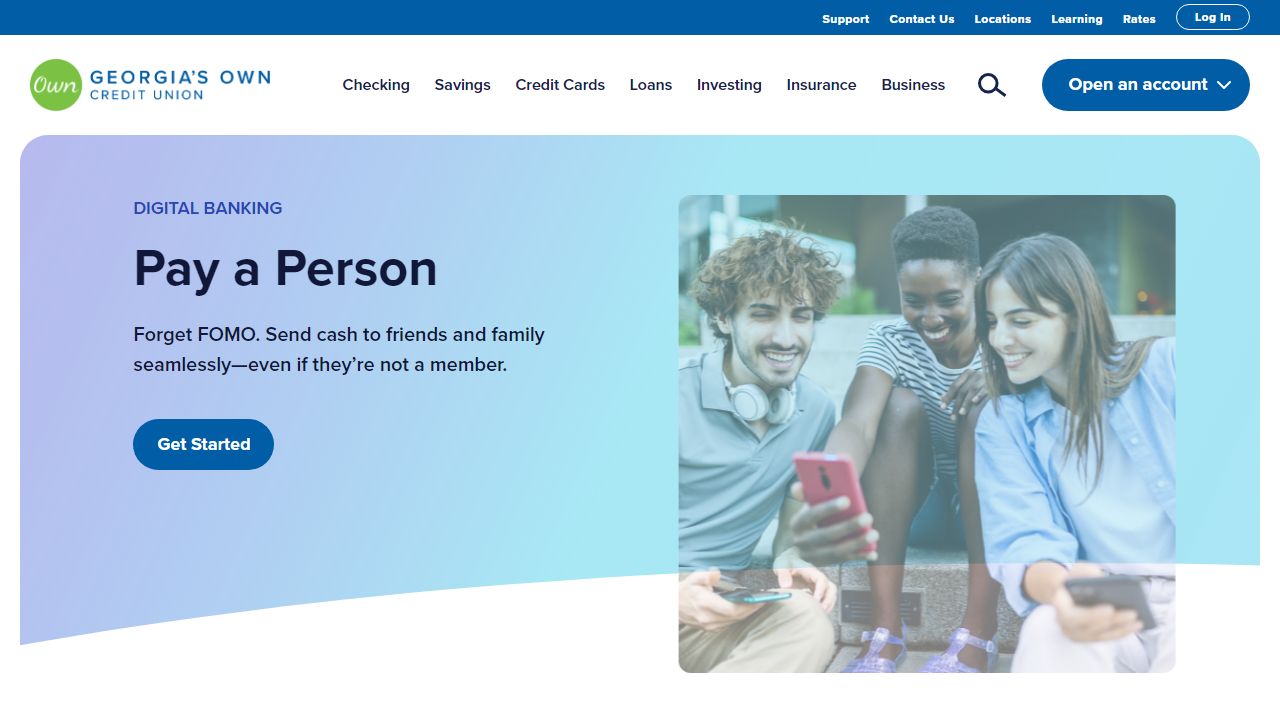 Support Contact Us Locations Learning Rates Log In
Own GEORGIA'S OWN
CREDIT UNION
Checking Savings Credit Cards Loans Investing Insurance Business Open an account
DIGITAL BANKING
Pay a Person
Forget FOMO. Send cash to friends and family
seamlessly—even if they’re not a member.
Get Started